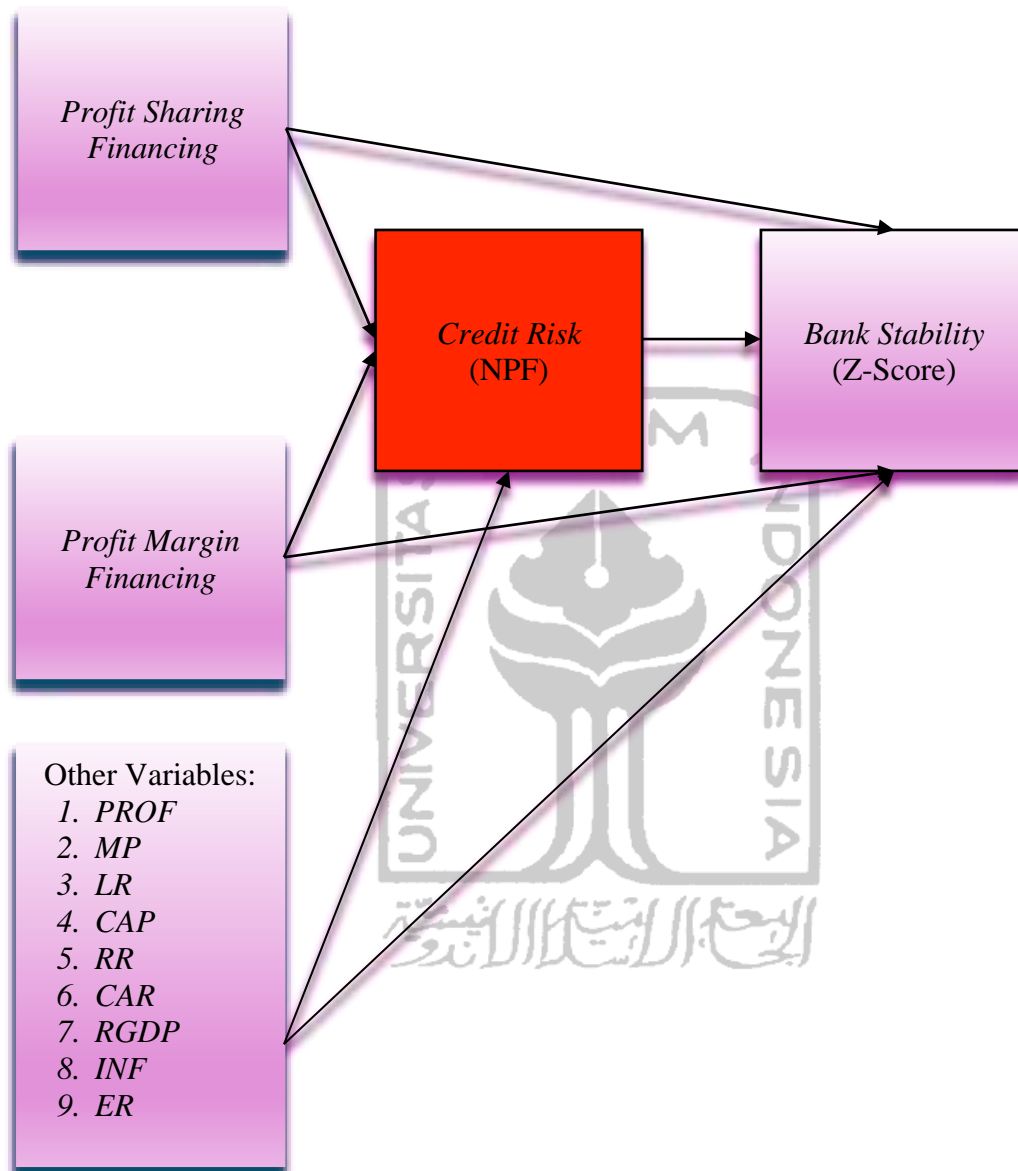 Profit Sharing
Financing
Credit Risk
(NPF)
Bank Stability
(Z-Score)
Profit Margin
Financing
Other Variables:
1. PROF
2. MP
3. LR
4. CAP
5. RR
6. CAR
7. RGDP
8. INF
9. ER